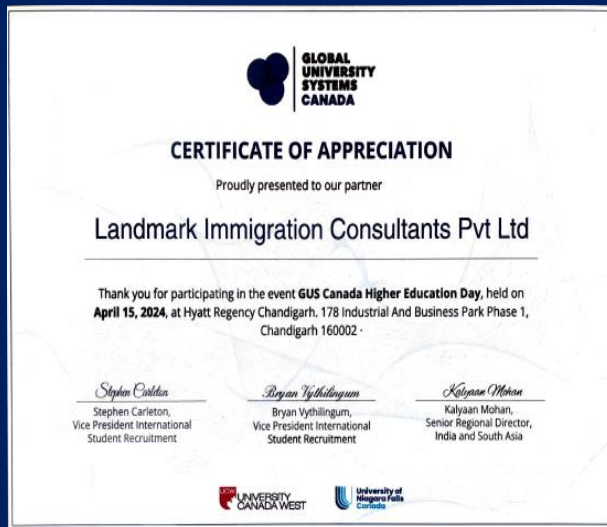 GLOBAL
UNIVERSITY
SYSTEMS
CANADA
CERTIFICATE OF APPRECIATION
Proudly presented to our partner
Landmark Immigration Consultants Pvt Ltd
Thank you for participating in the event GUS Canada Higher Education Day, held on
April 15, 2024, at Hyatt Regency Chandigarh. 178 Industrial And Business Park Phase 1,
Chandigarh 160002 -
Stephen Carleton
Bryan Vythilingum
Kalyaan Mohan
Stephen Carleton,
Vice President International
Student Recruitment
Bryan Vythilingum,
Vice President International
Student Recruitment
Kalyaan Mohan,
Senior Regional Director,
India and South Asia
UCW
UNIVERSITY
CANADA WEST
University of
Niagara Falls
Canada